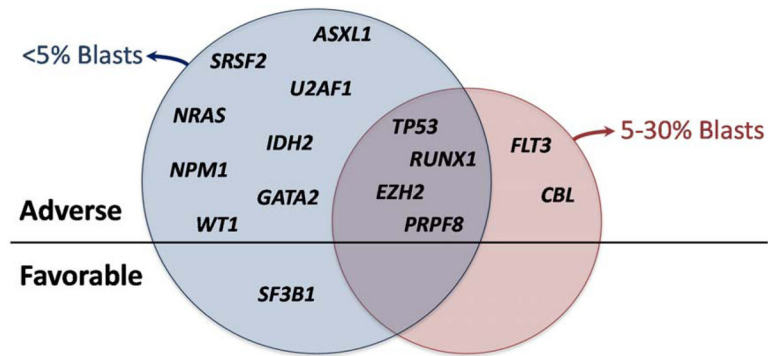 ASXL1
<5% Blasts
SRSF2
U2AF1
NRAS
TP53
5-30% Blasts
IDH2
FLT3
RUNX1
NPM1
EZH2
CBL
GATA2
Adverse
WT1
PRPF8
Favorable
SF3B1